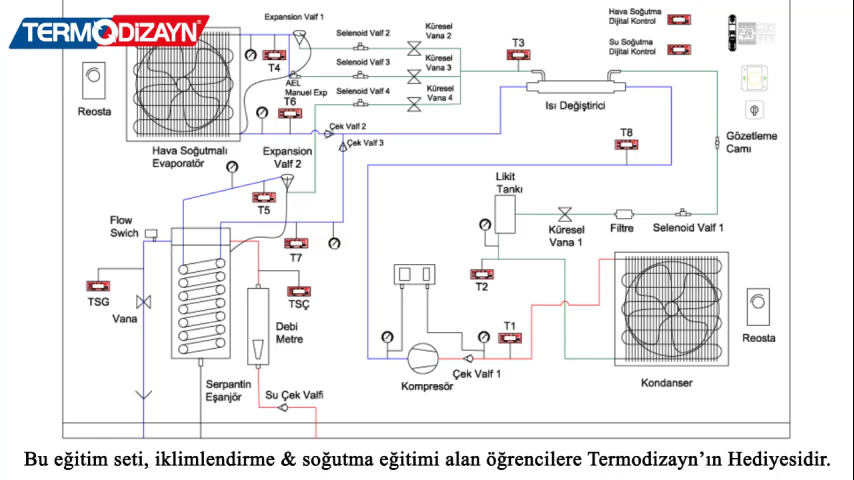 TERMODİZAYN®
Reosta
Expansion Valf 1
T4
AEL
Manuel Exp
T6
Selenoid Valf 2
Selenoid Valf 3
Selenoid Valf 4
Küresel
Vana 2
Küresel
Vana 3
Küresel
Vana 4
T3
Hava Soğutma
Dijital Kontrol
Su Soğutma
Dijital Kontrol
Isı Değiştirici
T8
Gözetleme
Camı
Hava Soğutmalı
Evaporatör
Çek Valf 2
Çek Valf 3
Expansion
Valf 2
T5
Likit
Tankı
Küresel
Vana 1
Filtre
Selenoid Valf 1
Flow
Swich
T7
TSG
Vana
TSÇ
Debi
Metre
T2
T1
Reosta
Serpantin
Eşanjör
Su Çek Valfi
Kompresör
Çek Valf 1
Kondanser
Bu eğitim seti, iklimlendirme & soğutma eğitimi alan öğrencilere Termodizayn’ın Hediyesidir.